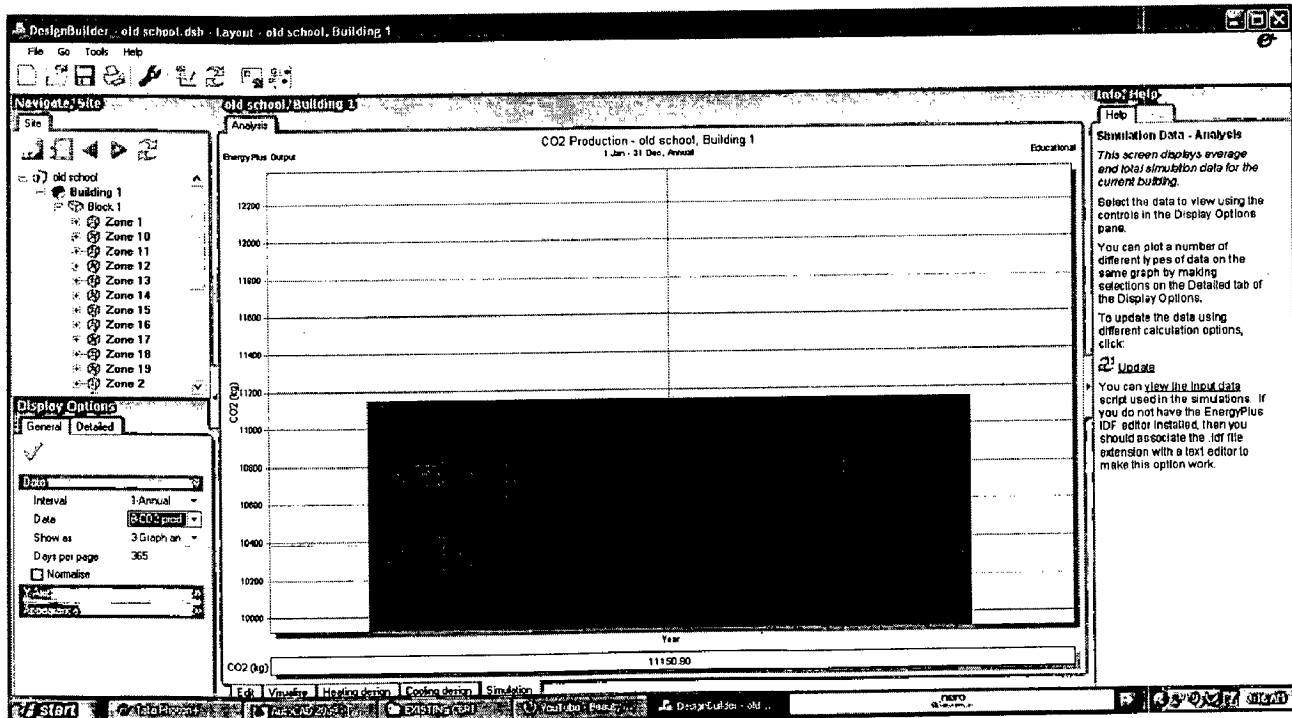 DesignBuilder - old school.dsb - Layout - old school, Building 1
File Go Tools Help
Navigate, Site
Site
old school
Building 1
Block 1
Zone 1
Zone 10
Zone 11
Zone 12
Zone 13
Zone 14
Zone 15
Zone 16
Zone 17
Zone 18
Zone 19
Zone 2
Display Options
General Detailed
Data
Interval 1-Annual
Data
Show as 3 Graph an
Days per page 365
Normalise
old school, Building 1
Analysis
CO2 Production - old school, Building 1
EnergyPlus Output 1 Jan - 31 Dec, Annual Educational
12200
12000
11800
11600
11400
11200
11000
10800
10600
10400
10200
10000
CO2 (kg)
Year
CO2 (kg) 11150.90
Edit Visualise Heating design Cooling design Simulation
Info, Help
Help
Simulation Data - Analysis
This screen displays average
and total simulation data for the
current building.
Select the data to view using the
controls in the Display Options
pane.
You can plot a number of
different types of data on the
same graph by making
selections on the Detailed tab of
the Display Options.
To update the data using
different calculation options,
click:
Update
You can view the input data
script used in the simulations. If
you do not have the EnergyPlus
IDF editor installed, then you
should associate the .idf file
extension with a text editor to
make this option work.
start
DesignBuilder - old ...
nero